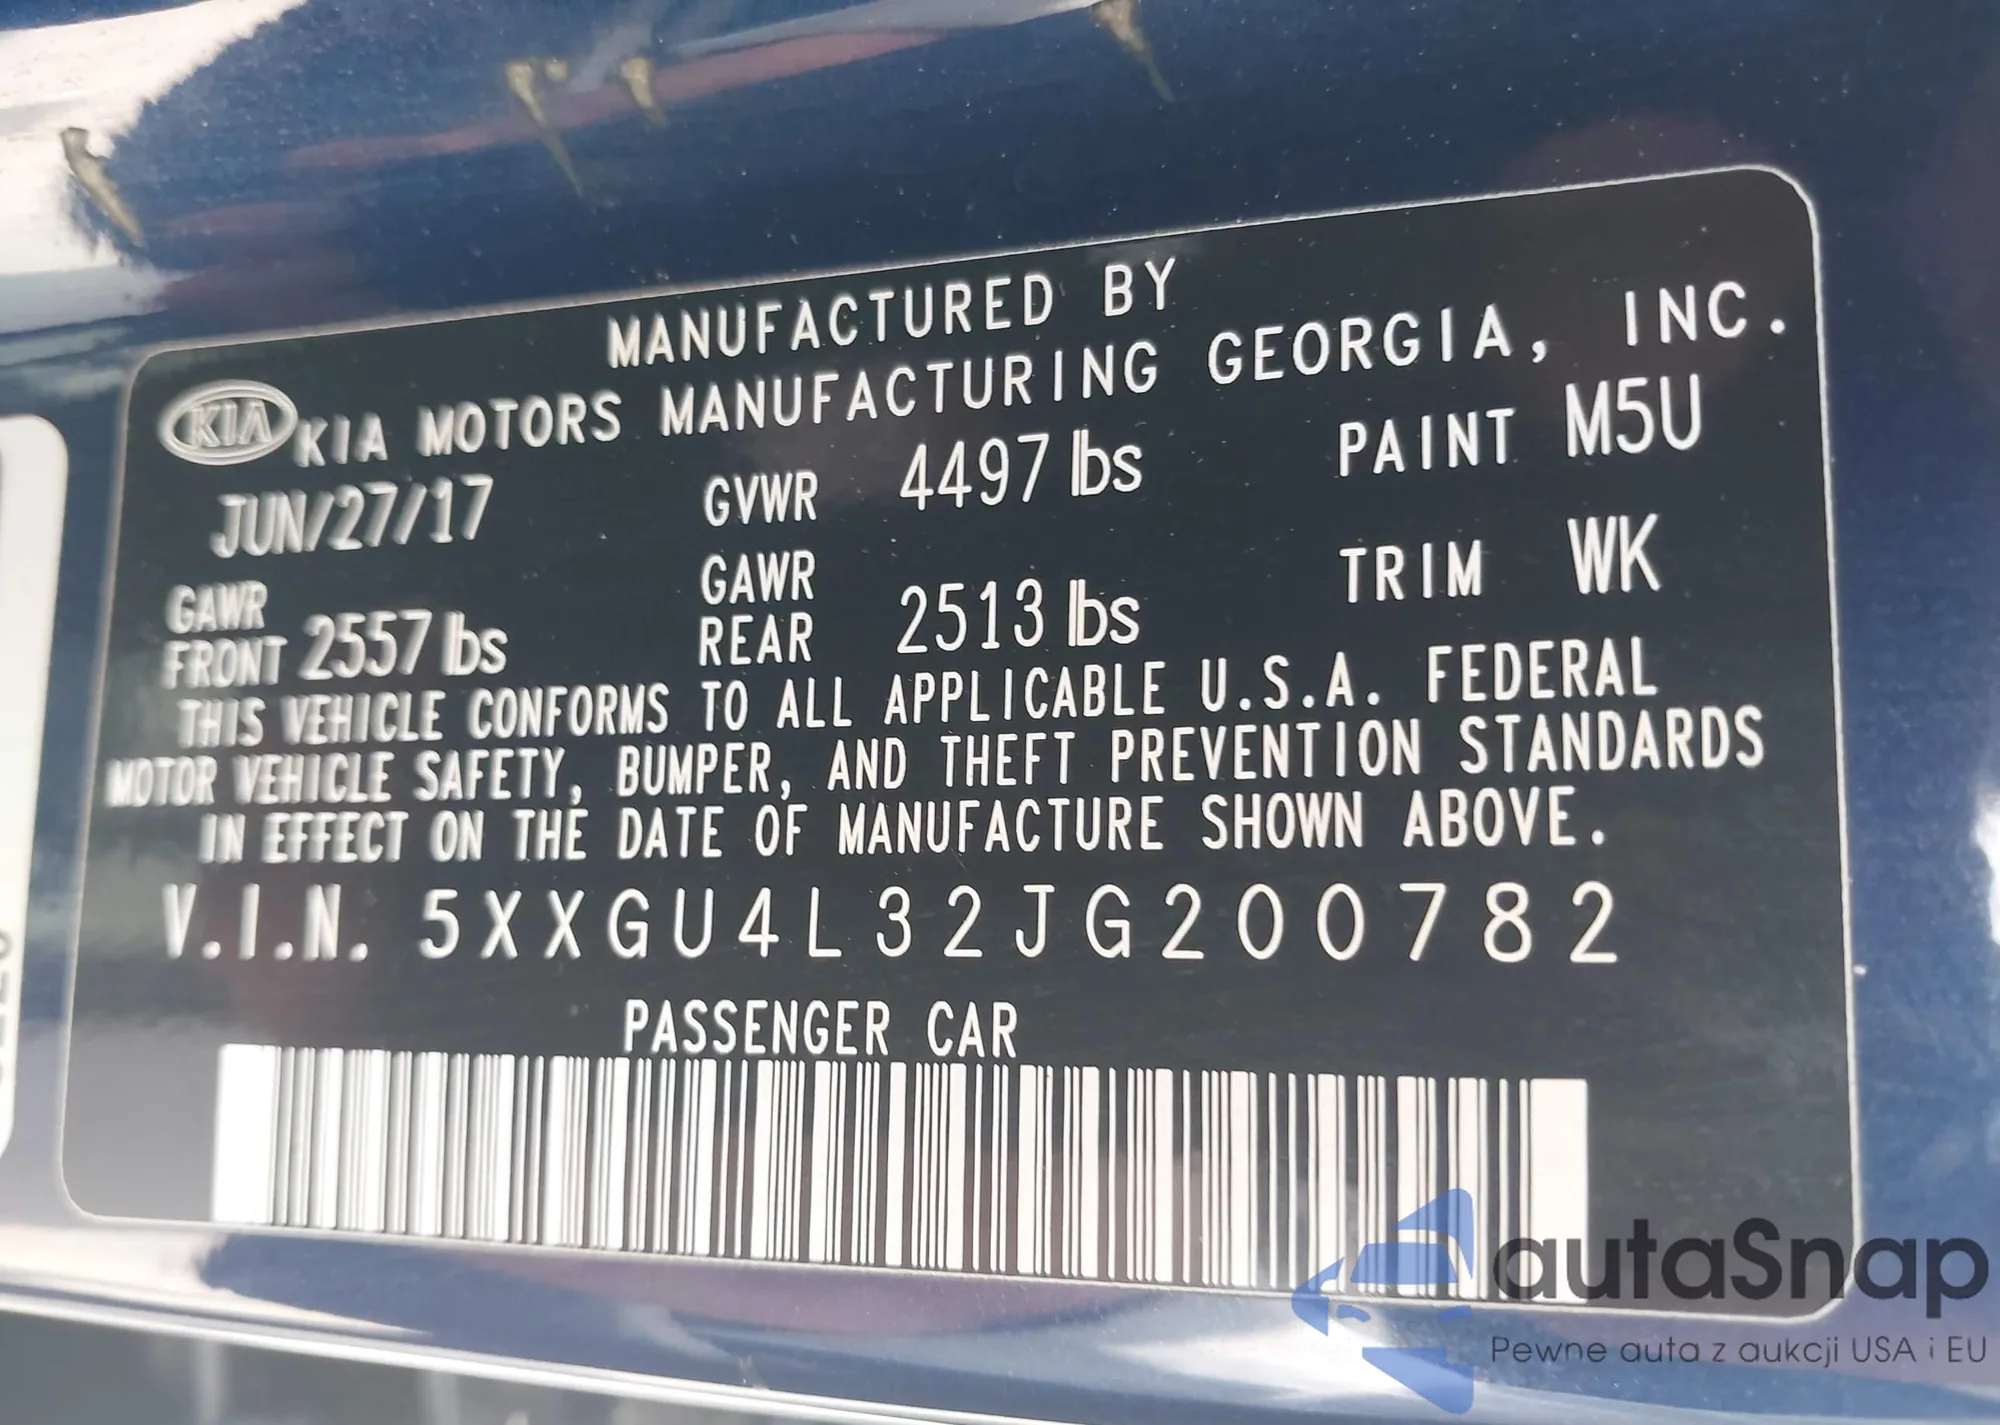 MANUFACTURED BY
KIA KIA MOTORS MANUFACTURING GEORGIA, INC.
JUN/27/17 GVWR 4497 lbs PAINT M5U
GAWR FRONT 2557 lbs GAWR REAR 2513 lbs TRIM WK
THIS VEHICLE CONFORMS TO ALL APPLICABLE U.S.A. FEDERAL
MOTOR VEHICLE SAFETY, BUMPER, AND THEFT PREVENTION STANDARDS
IN EFFECT ON THE DATE OF MANUFACTURE SHOWN ABOVE.
V.I.N. 5XXGU4L32JG200782
PASSENGER CAR
autaSnap
Pewne auta z aukcji USA i EU